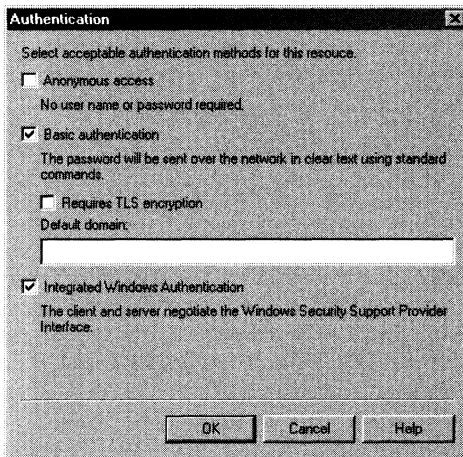 Authentication
Select acceptable authentication methods for this resouce.
Anonymous access
No user name or password required.
Basic authentication
The password will be sent over the network in clear text using standard
commands.
Requires TLS encryption
Default domain:
Integrated Windows Authentication
The client and server negotiate the Windows Security Support Provider
Interface.
OK Cancel Help